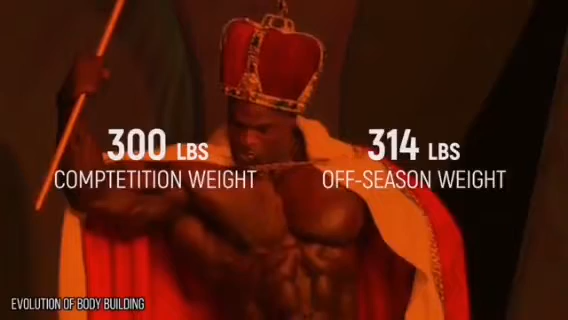 300 LBS
COMPTETITION WEIGHT
314 LBS
OFF-SEASON WEIGHT
EVOLUTION OF BODY BUILDING